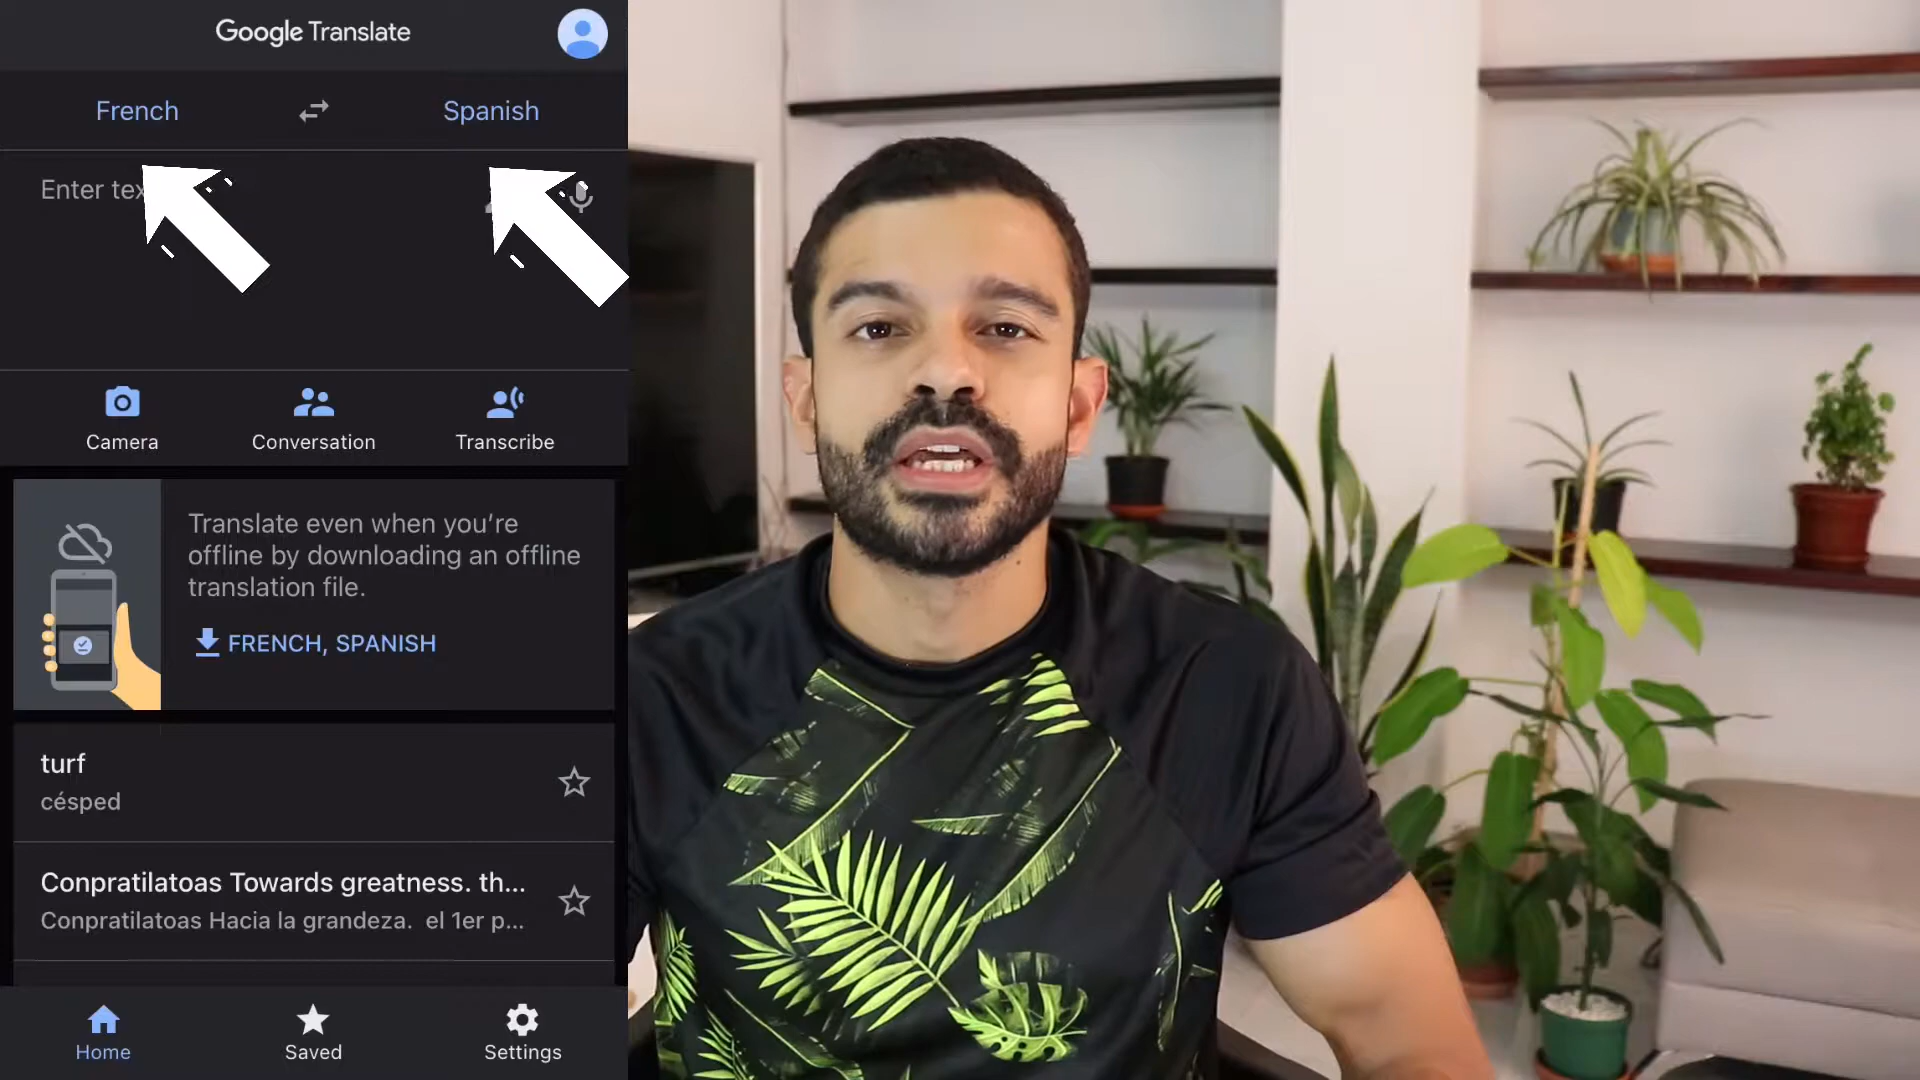 Google Translate
French
Spanish
Enter tex
Camera
Conversation
Transcribe
Translate even when you’re
offline by downloading an offline
translation file.
FRENCH, SPANISH
turf
césped
Conpratilatoas Towards greatness. th...
Conpratilatoas Hacia la grandeza.  el 1er p...
Home
Saved
Settings